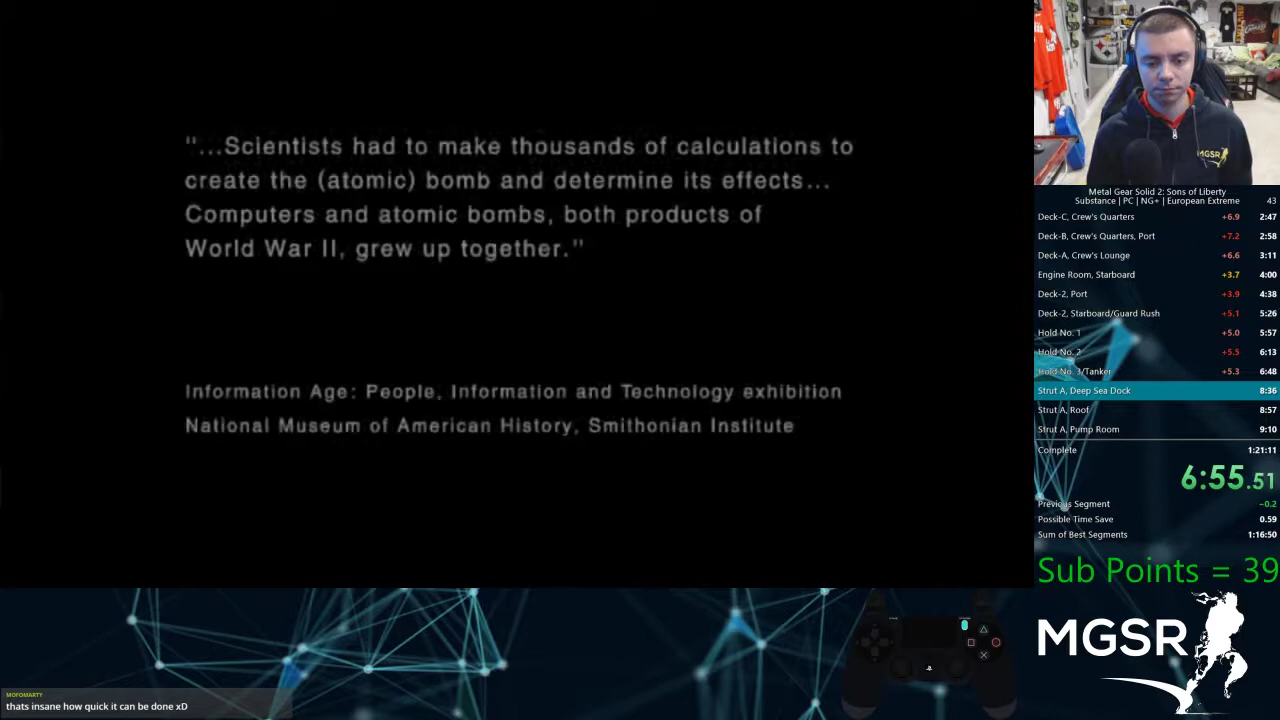 "...Scientists had to make thousands of calculations to
create the (atomic) bomb and determine its effects...
Computers and atomic bombs, both products of
World War II, grew up together."
Information Age: People, Information and Technology exhibition
National Museum of American History, Smithonian Institute
MGSR
Metal Gear Solid 2: Sons of Liberty
Substance | PC | NG+ | European Extreme 43
Deck-C, Crew's Quarters +6.9 2:47
Deck-B, Crew's Quarters, Port +7.2 2:58
Deck-A, Crew's Lounge +6.6 3:11
Engine Room, Starboard +3.7 4:00
Deck-2, Port +3.9 4:38
Deck-2, Starboard/Guard Rush +5.1 5:26
Hold No. 1 +5.0 5:57
Hold No. 2 +5.5 6:13
Hold No. 3/Tanker +5.3 6:48
Strut A, Deep Sea Dock 8:36
Strut A, Roof 8:57
Strut A, Pump Room 9:10
Complete 1:21:11
6:55.51
Previous Segment −0.2
Possible Time Save 0.59
Sum of Best Segments 1:16:50
Sub Points = 39
MGSR
MOFOMARTY
thats insane how quick it can be done xD